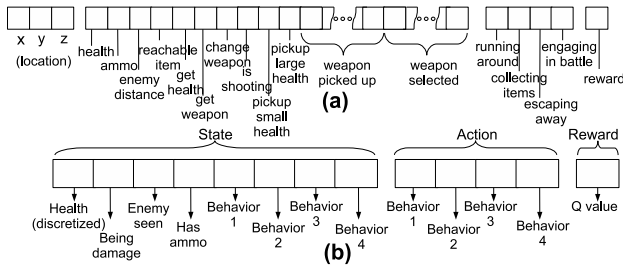 x y z
(location)
health
ammo
enemy
distance
reachable
item
get
health
get
weapon
change
weapon
is
shooting
pickup
small
health
pickup
large
health
weapon
picked up
weapon
selected
running
around
collecting
items
escaping
away
engaging
in battle
reward
(a)
State
Action
Reward
Health
(discretized)
Being
damage
Enemy
seen
Has
ammo
Behavior
1
Behavior
2
Behavior
3
Behavior
4
Behavior
1
Behavior
2
Behavior
3
Behavior
4
Q value
(b)